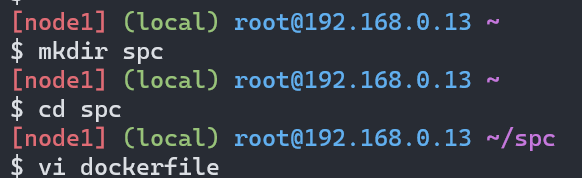 [node1] (local) root@192.168.0.13 ~
$ mkdir spc
[node1] (local) root@192.168.0.13 ~
$ cd spc
[node1] (local) root@192.168.0.13 ~/spc
$ vi dockerfile